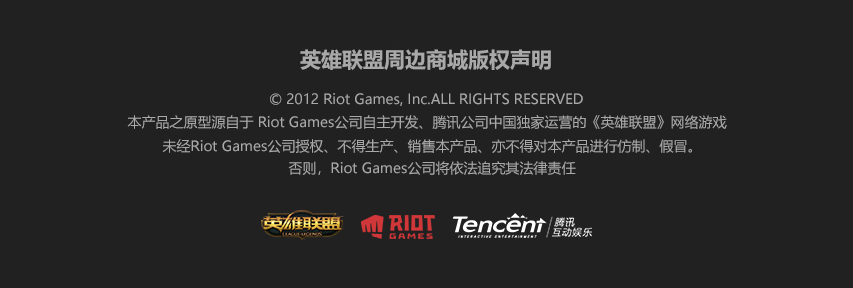 英雄联盟周边商城版权声明
© 2012 Riot Games, Inc.ALL RIGHTS RESERVED
本产品之原型源自于 Riot Games公司自主开发、腾讯公司中国独家运营的《英雄联盟》网络游戏
未经Riot Games公司授权、不得生产、销售本产品、亦不得对本产品进行仿制、假冒。
否则，Riot Games公司将依法追究其法律责任
英雄联盟
LEAGUE LEGENDS
RIOT
GAMES
Tencent
INTERACTIVE ENTERTAINMENT
腾讯
互动娱乐